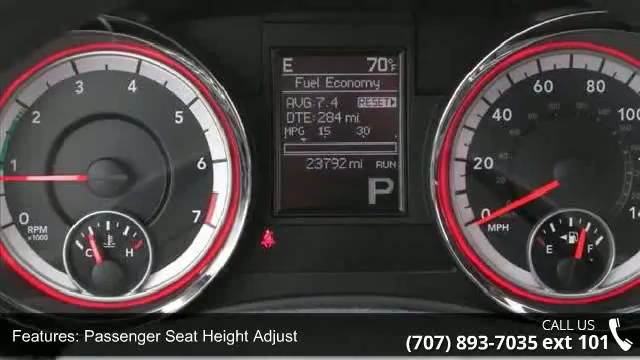 E 70°F
Fuel Economy
AVG: 7.4 RESET
DTE: 284 mi
MPG 15 30
23792 mi RUN
P
0 1 2 5 6 7
RPM
x1000
C H
0 20 40 60 80 100
MPH
E F
Features: Passenger Seat Height Adjust
CALL US
(707) 893-7035 ext 101